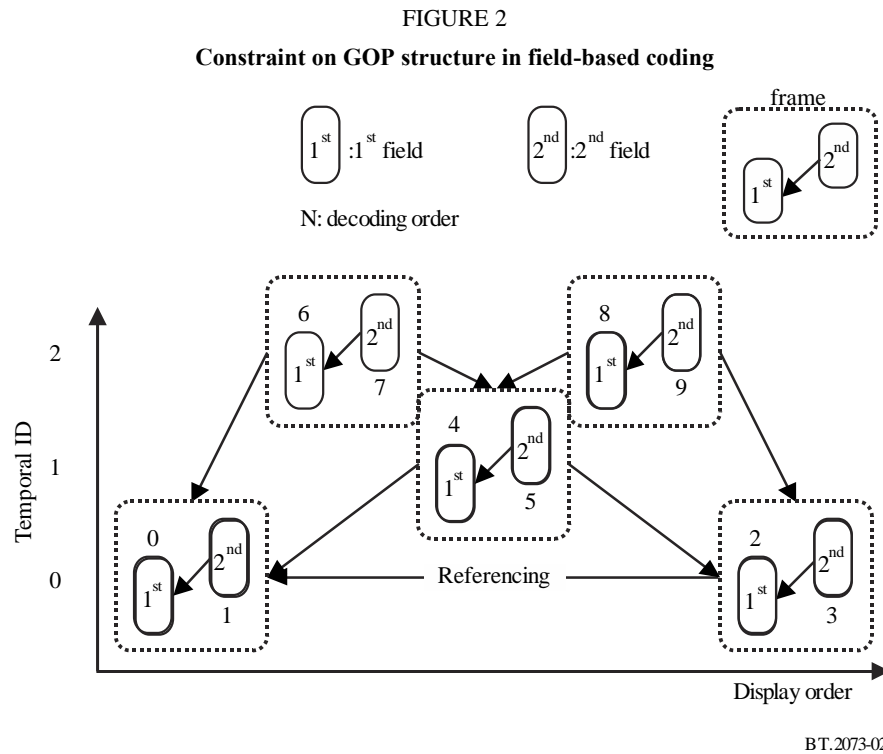 FIGURE 2
Constraint on GOP structure in field-based coding
frame
1st :1st field
2nd :2nd field
2nd
1st
N: decoding order
6
2nd
1st
7
8
2nd
1st
9
2
4
2nd
1st
5
1
Temporal ID
0
2nd
1st
1
2
2nd
1st
3
0
Referencing
Display order
BT.2073-02